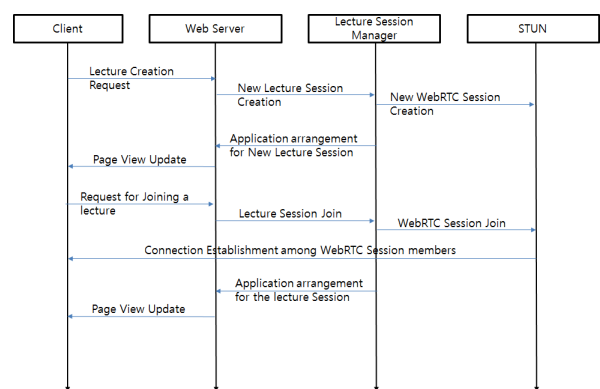 Client
Web Server
Lecture Session
Manager
STUN
Lecture Creation
Request
New Lecture Session
Creation
New WebRTC Session
Creation
Application arrangement
for New Lecture Session
Page View Update
Request for Joining a
lecture
Lecture Session Join
WebRTC Session Join
Connection Establishment among WebRTC Session members
Application arrangement
for the lecture Session
Page View Update